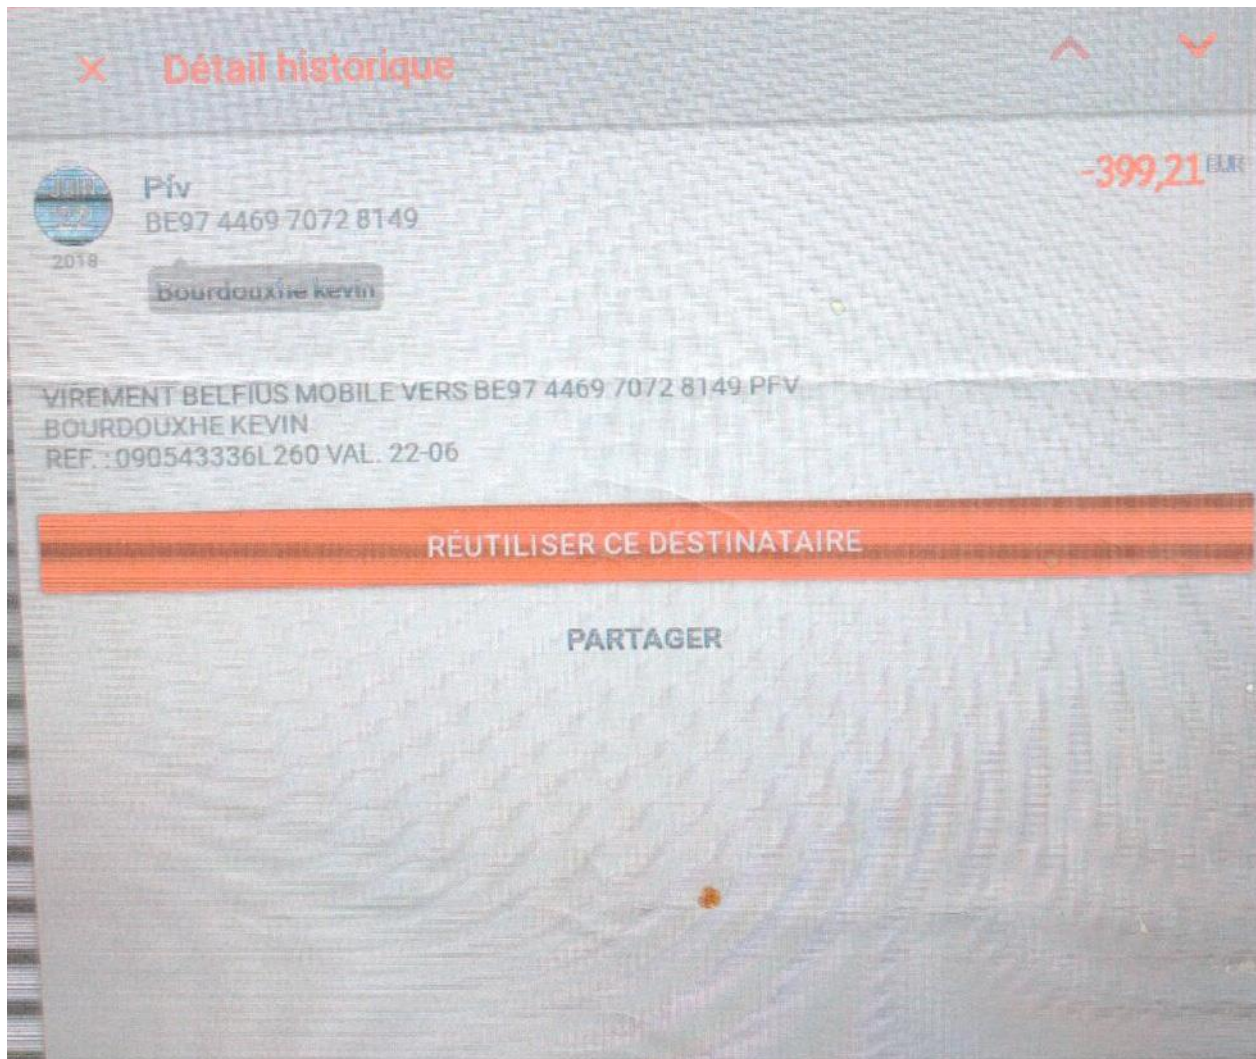 Détail historique
Pfv
-399,21 EUR
BE97 4469 7072 8149
22
2018
Bourdouxhe kevin
VIREMENT BELFIUS MOBILE VERS BE97 4469 7072 8149 PFV
BOURDOUXHE KEVIN
REF. : 090543336L260 VAL. 22-06
RÉUTILISER CE DESTINATAIRE
PARTAGER